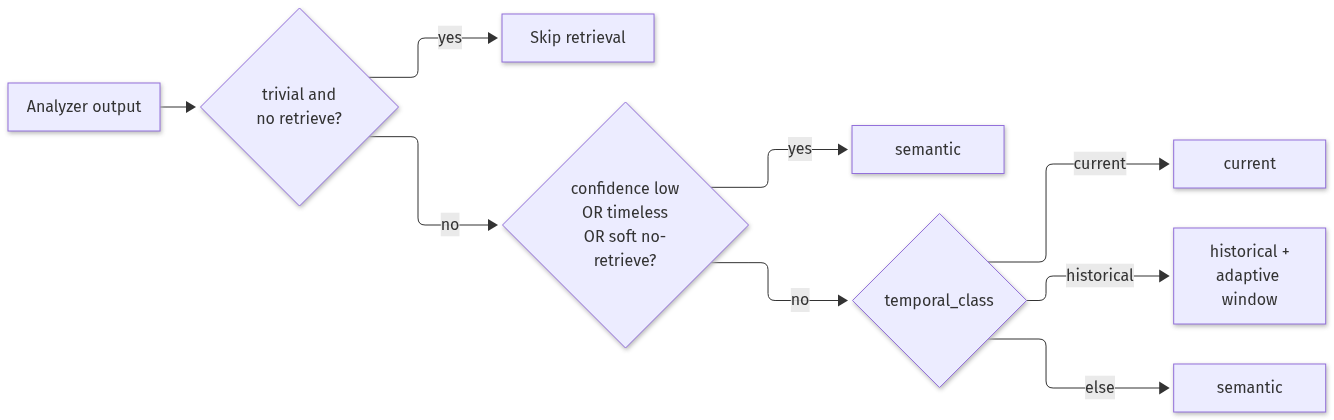 Analyzer output
trivial and
no retrieve?
yes
Skip retrieval
no
confidence low
OR timeless
OR soft no-
retrieve?
yes
semantic
no
temporal_class
current
current
historical
historical +
adaptive
window
else
semantic